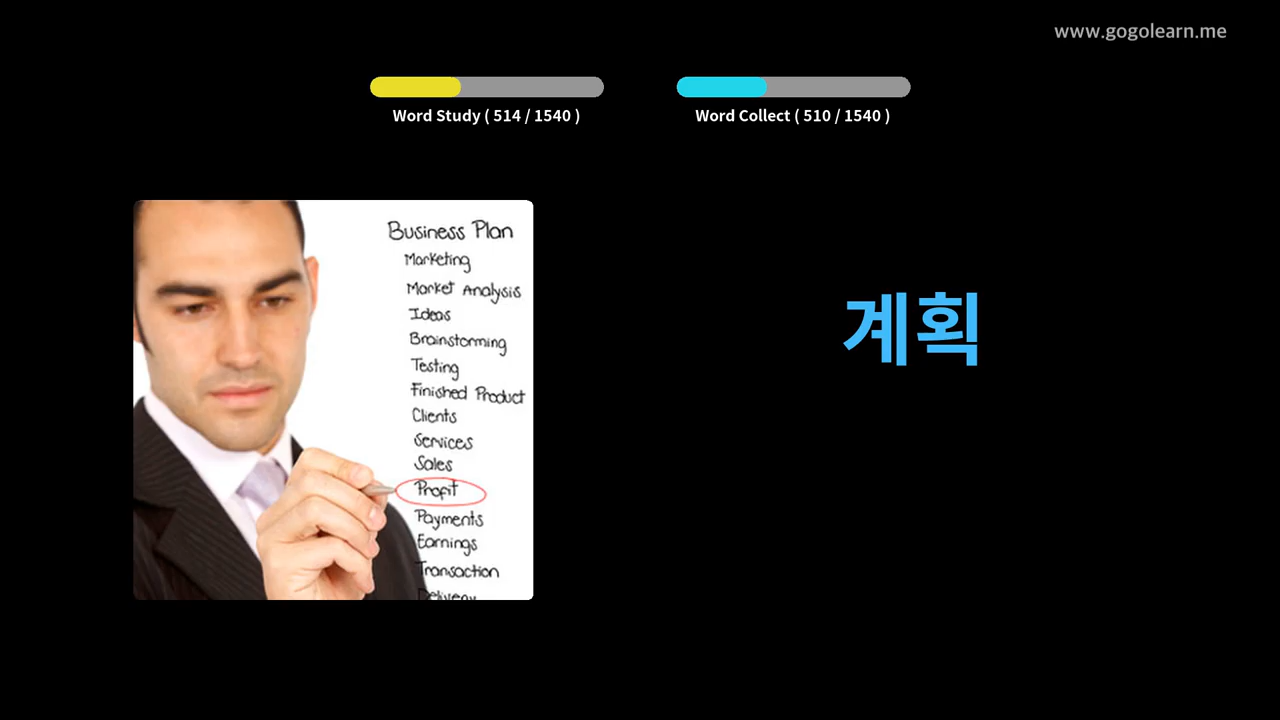 www.gogolearn.me
Word Study ( 514 / 1540 )
Word Collect ( 510 / 1540 )
Business Plan
Marketing
Market Analysis
Ideas
Brainstorming
Testing
Finished Product
Clients
Services
Sales
Profit
Payments
Earnings
Transaction
Delivery
계획